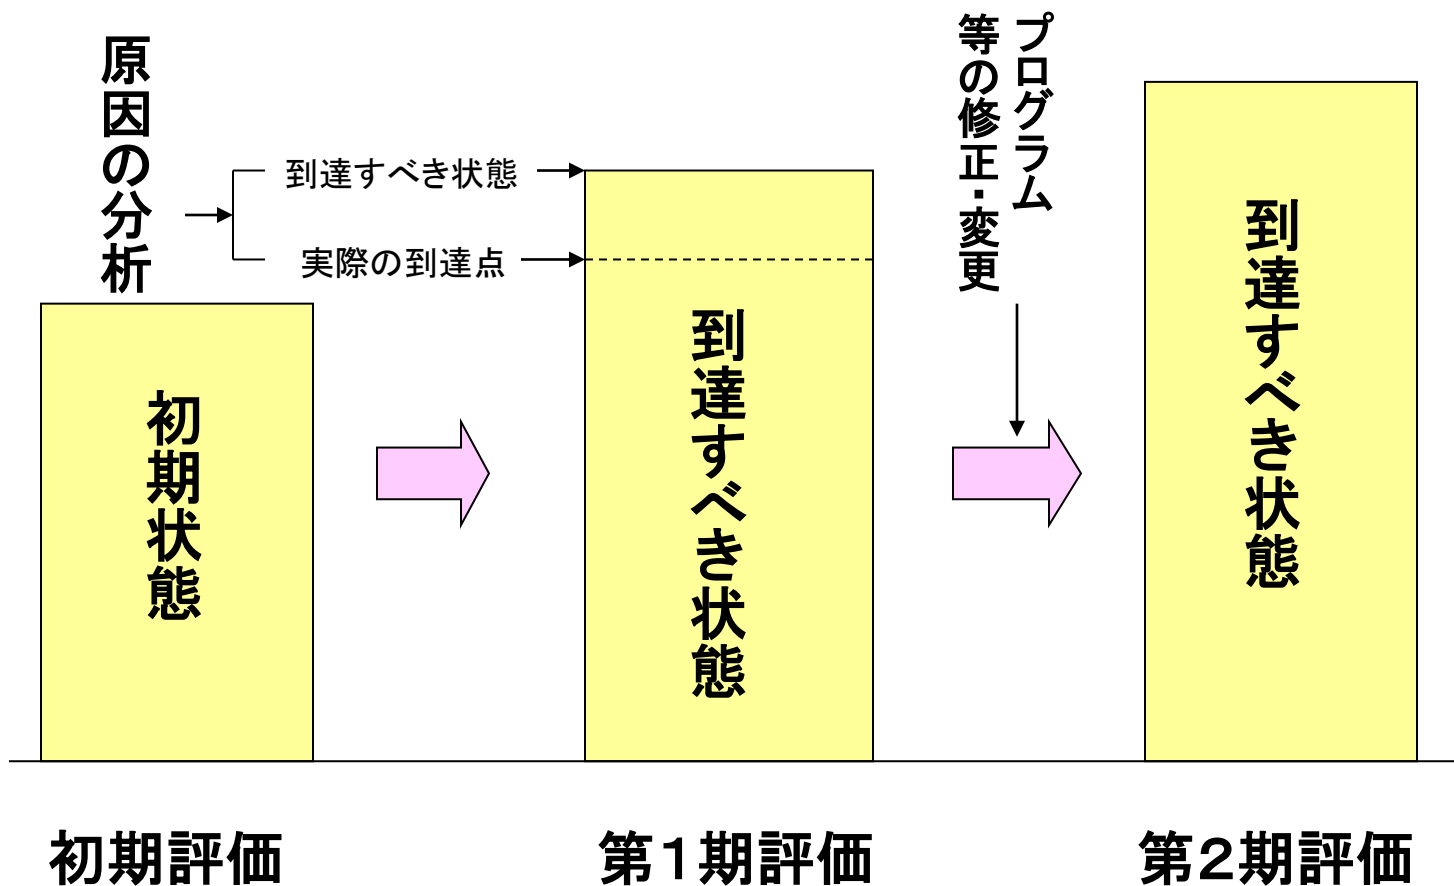 原因の分析
到達すべき状態
実際の到達点
プログラム
等の修正・変更
初期状態
到達すべき状態
到達すべき状態
初期評価
第1期評価
第2期評価